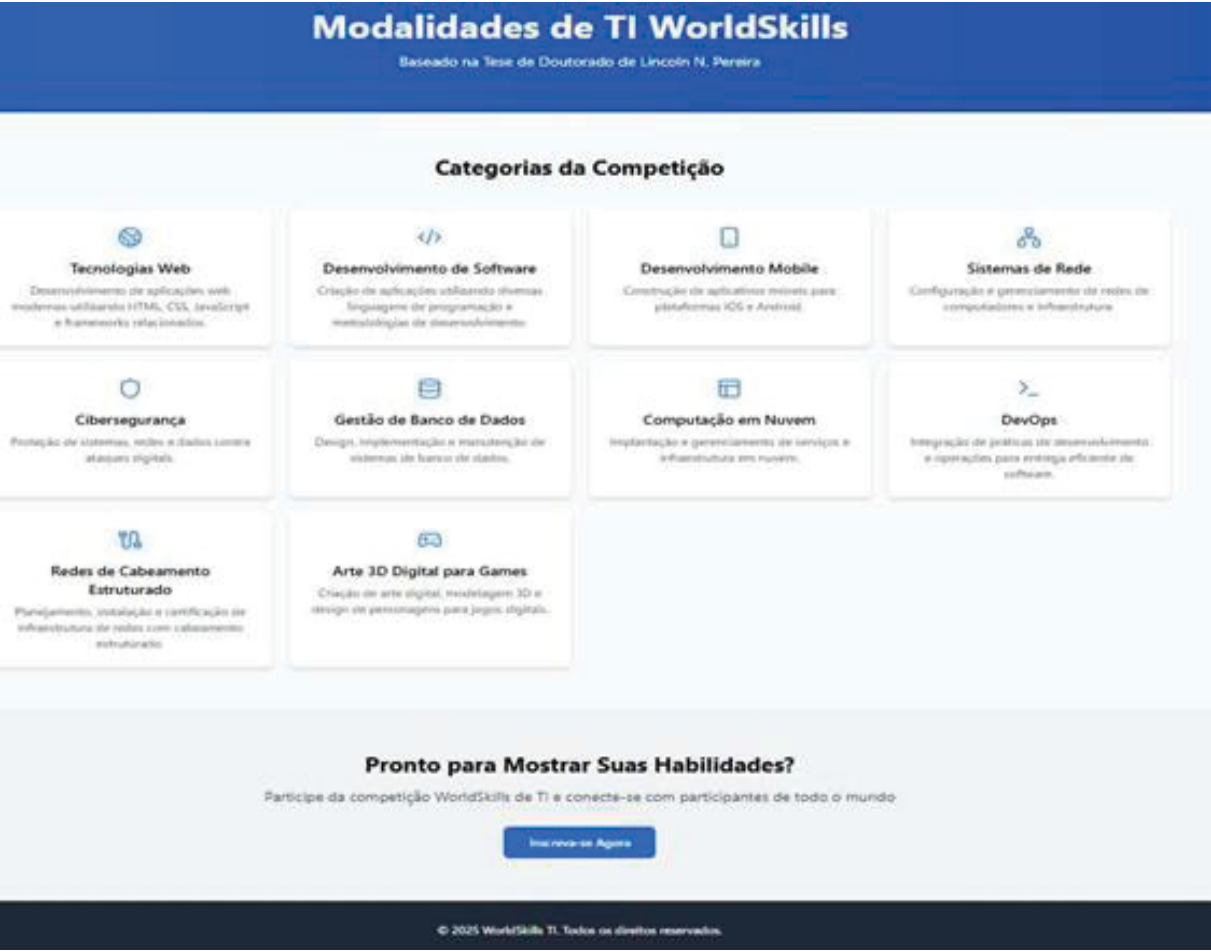 Modalidades de TI WorldSkills
Baseado na Tese de Doutorado de Lincoln N. Pereira
Categorias da Competição
Tecnologias Web
Desenvolvimento de aplicações web
modernas utilizando HTML, CSS, JavaScript
e frameworks relacionados.
Desenvolvimento de Software
Criação de aplicações utilizando diversas
linguagens de programação e
metodologias de desenvolvimento
Desenvolvimento Mobile
Construção de aplicativos móveis para
plataformas iOS e Android.
Sistemas de Rede
Configuração e gerenciamento de redes de
computadores e infraestrutura
Cibersegurança
Proteção de sistemas, redes e dados contra
ataques digitais.
Gestão de Banco de Dados
Design, implementação e manutenção de
sistemas de banco de dados.
Computação em Nuvem
Implantação e gerenciamento de serviços e
infraestrutura em nuvem.
>_
DevOps
Integração de práticas de desenvolvimento
e operações para entrega eficiente de
software.
Redes de Cabeamento
Estruturado
Planejamento, instalação e certificação de
infraestrutura de redes com cabeamento
estruturado
Arte 3D Digital para Games
Criação de arte digital, modelagem 3D e
design de personagens para jogos digitais.
Pronto para Mostrar Suas Habilidades?
Participe da competição WorldSkills de TI e conecte-se com participantes de todo o mundo
Inscreva-se Agora
© 2025 WorldSkills TI. Todos os direitos reservados.